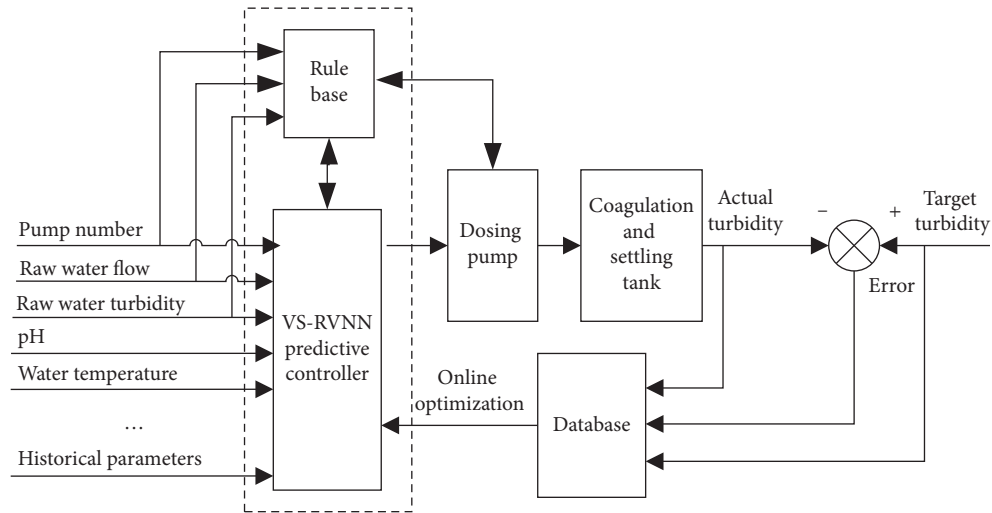 Rule
base
Pump number
Raw water flow
Raw water turbidity
pH
Water temperature
...
Historical parameters
VS-RVNN
predictive
controller
Dosing
pump
Coagulation
and
settling
tank
Actual
turbidity
−
+
Target
turbidity
Error
Online
optimization
Database